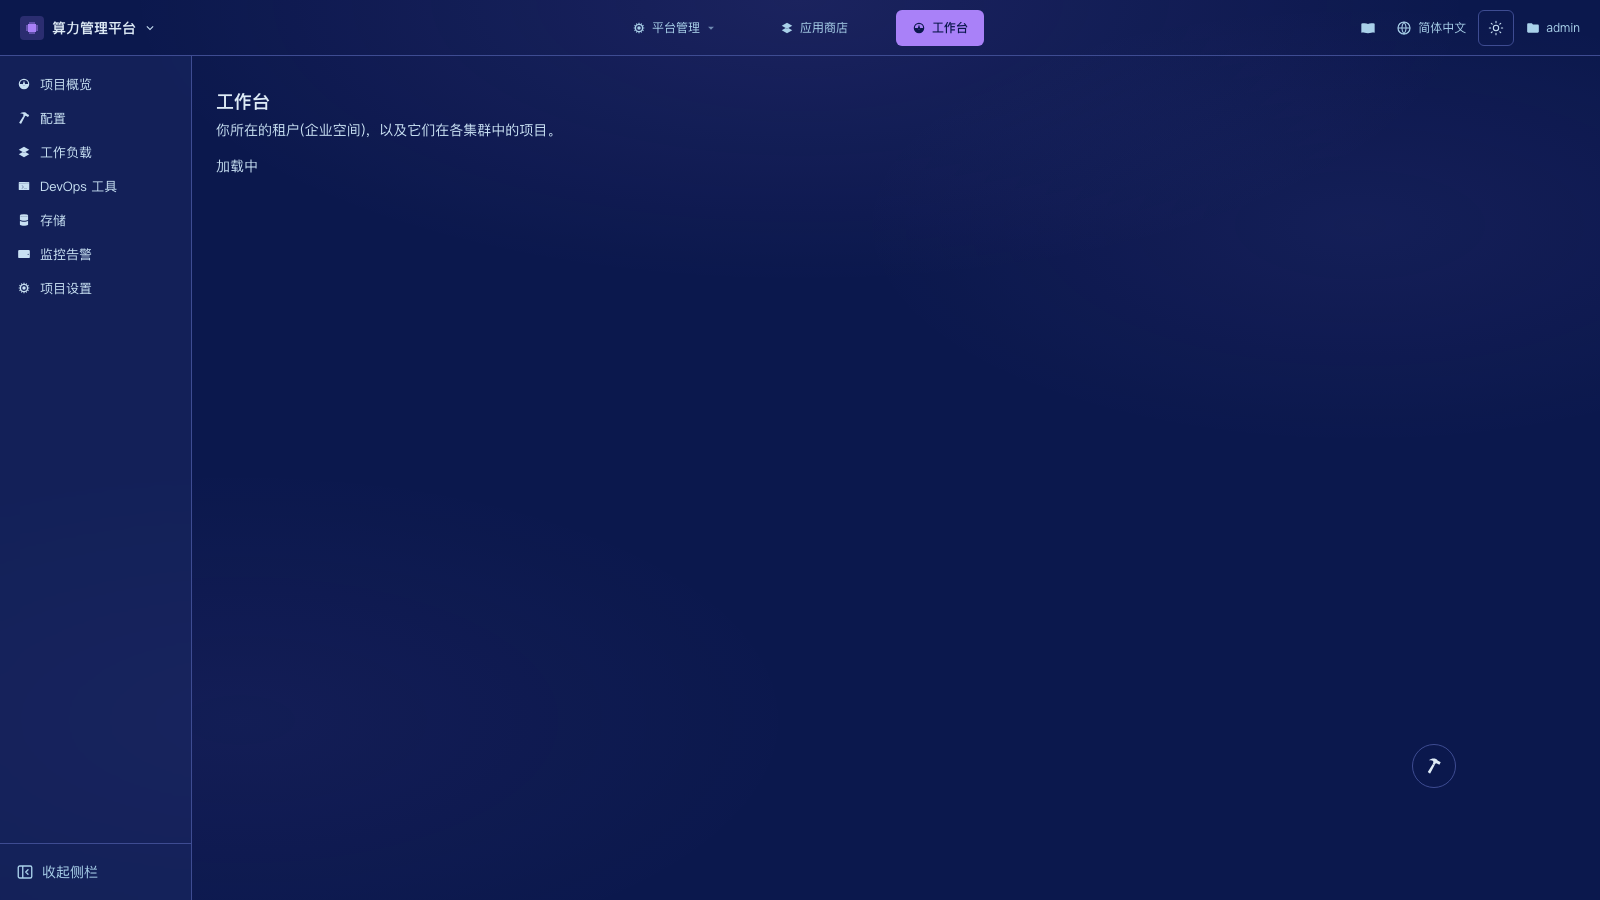 算力管理平台
平台管理
应用商店
工作台
简体中文
admin
项目概览
配置
工作负载
DevOps 工具
存储
监控告警
项目设置
工作台
你所在的租户(企业空间)，以及它们在各集群中的项目。
加载中
收起侧栏